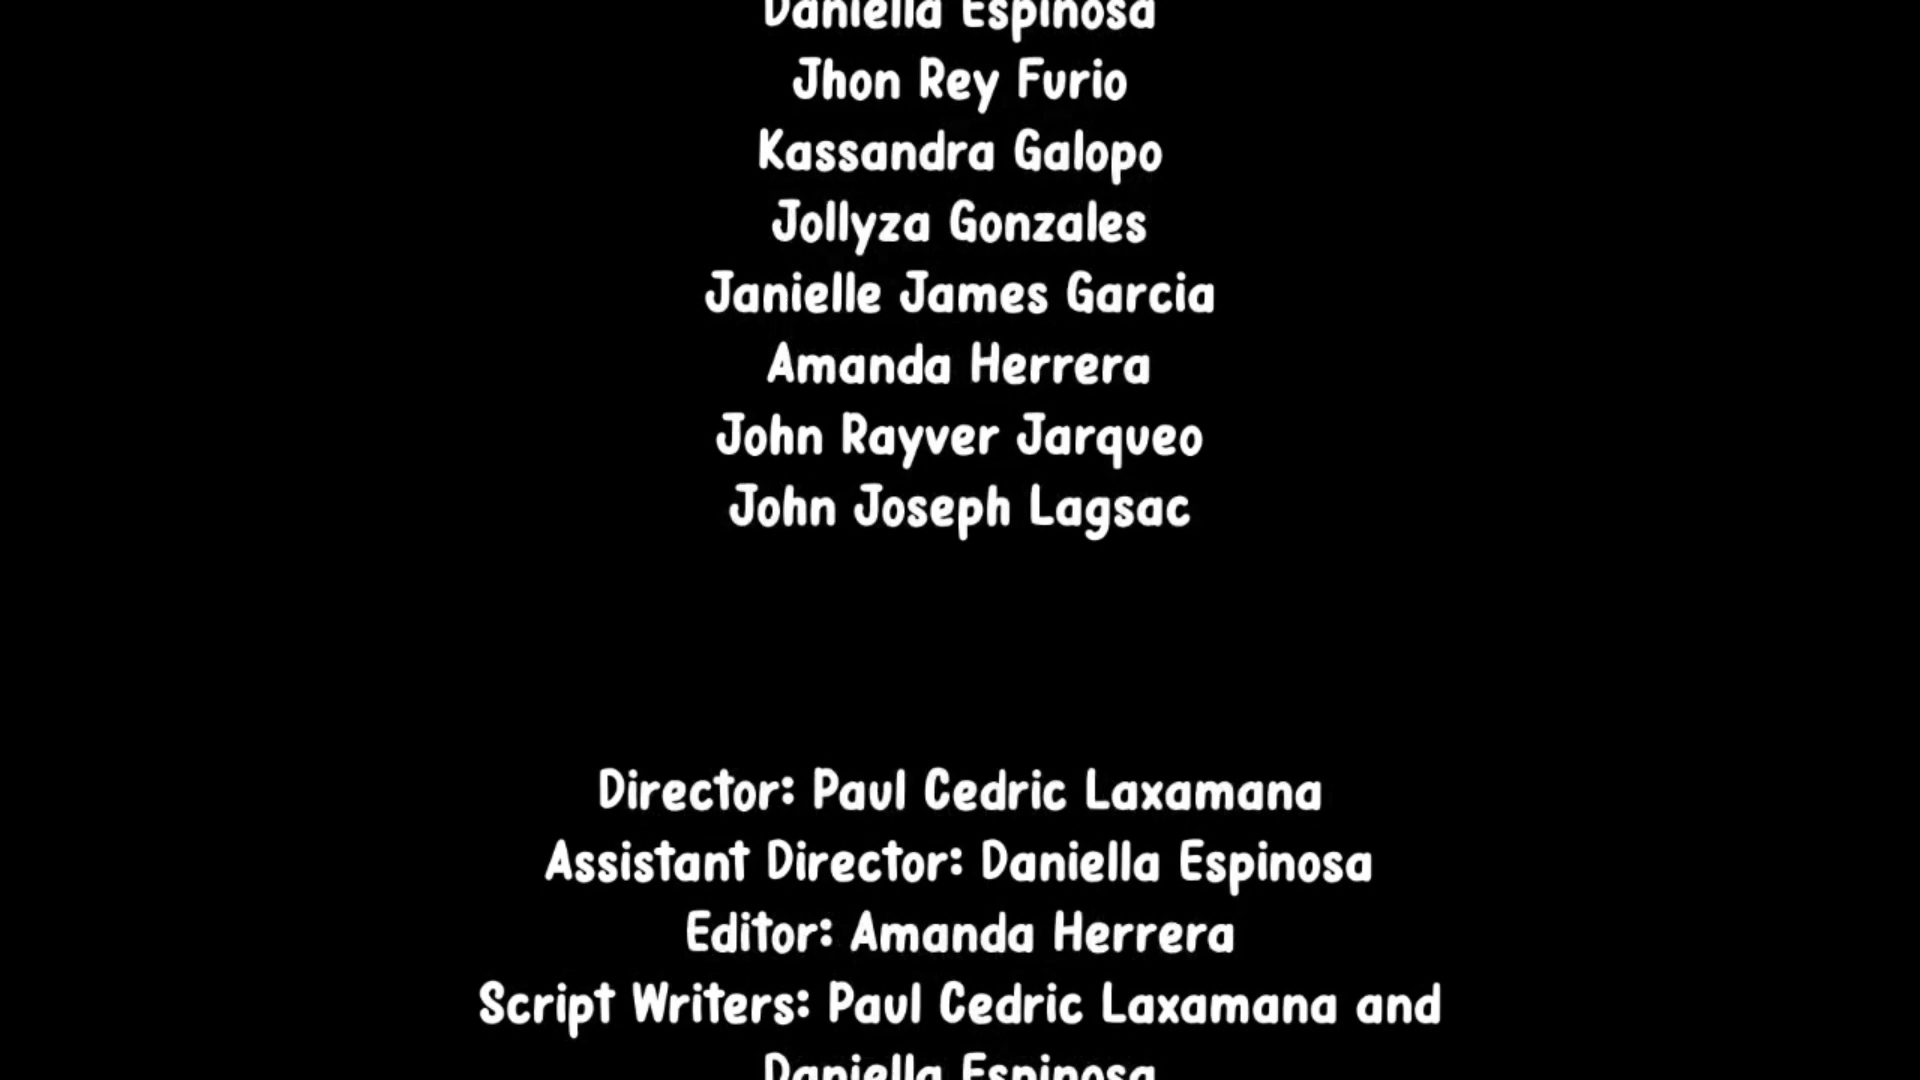 Daniella Espinosa
Jhon Rey Furio
Kassandra Galopo
Jollyza Gonzales
Janielle James Garcia
Amanda Herrera
John Rayver Jarqueo
John Joseph Lagsac
Director: Paul Cedric Laxamana
Assistant Director: Daniella Espinosa
Editor: Amanda Herrera
Script Writers: Paul Cedric Laxamana and
Daniella Espinosa